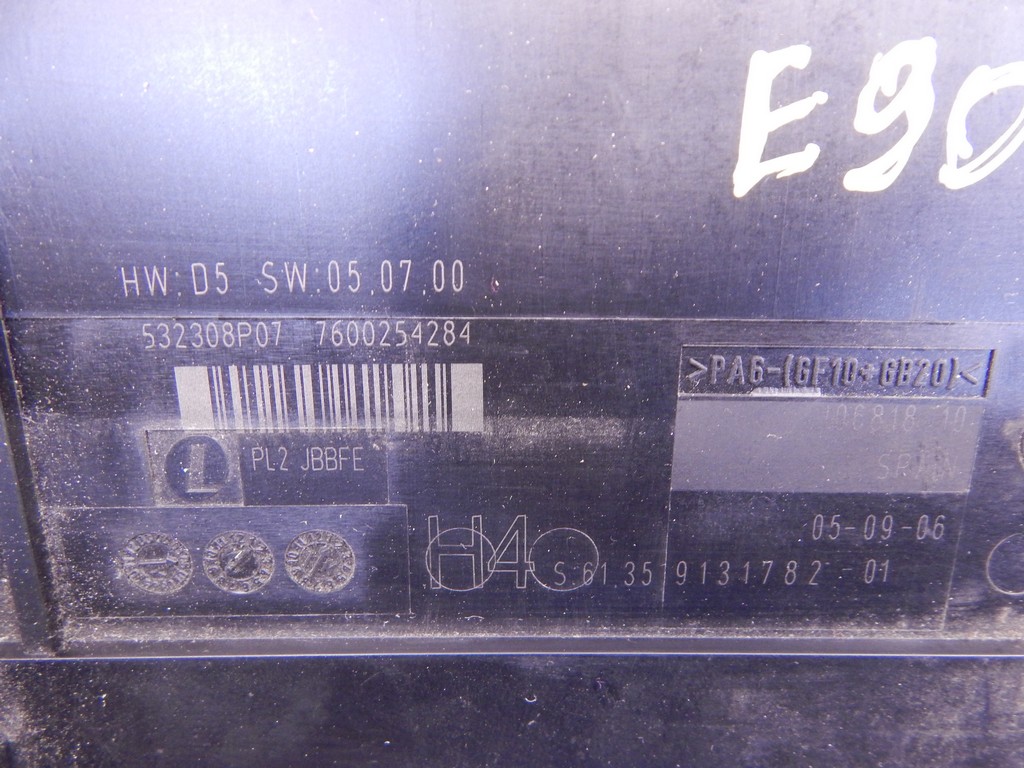 E90
HW:D5 SW:05.07.00
532308P07 7600254284
>PA6-(GF10+GB20)<
L
PL2 JBBFE
05-09-06
H40
S.61.35 9131782-01